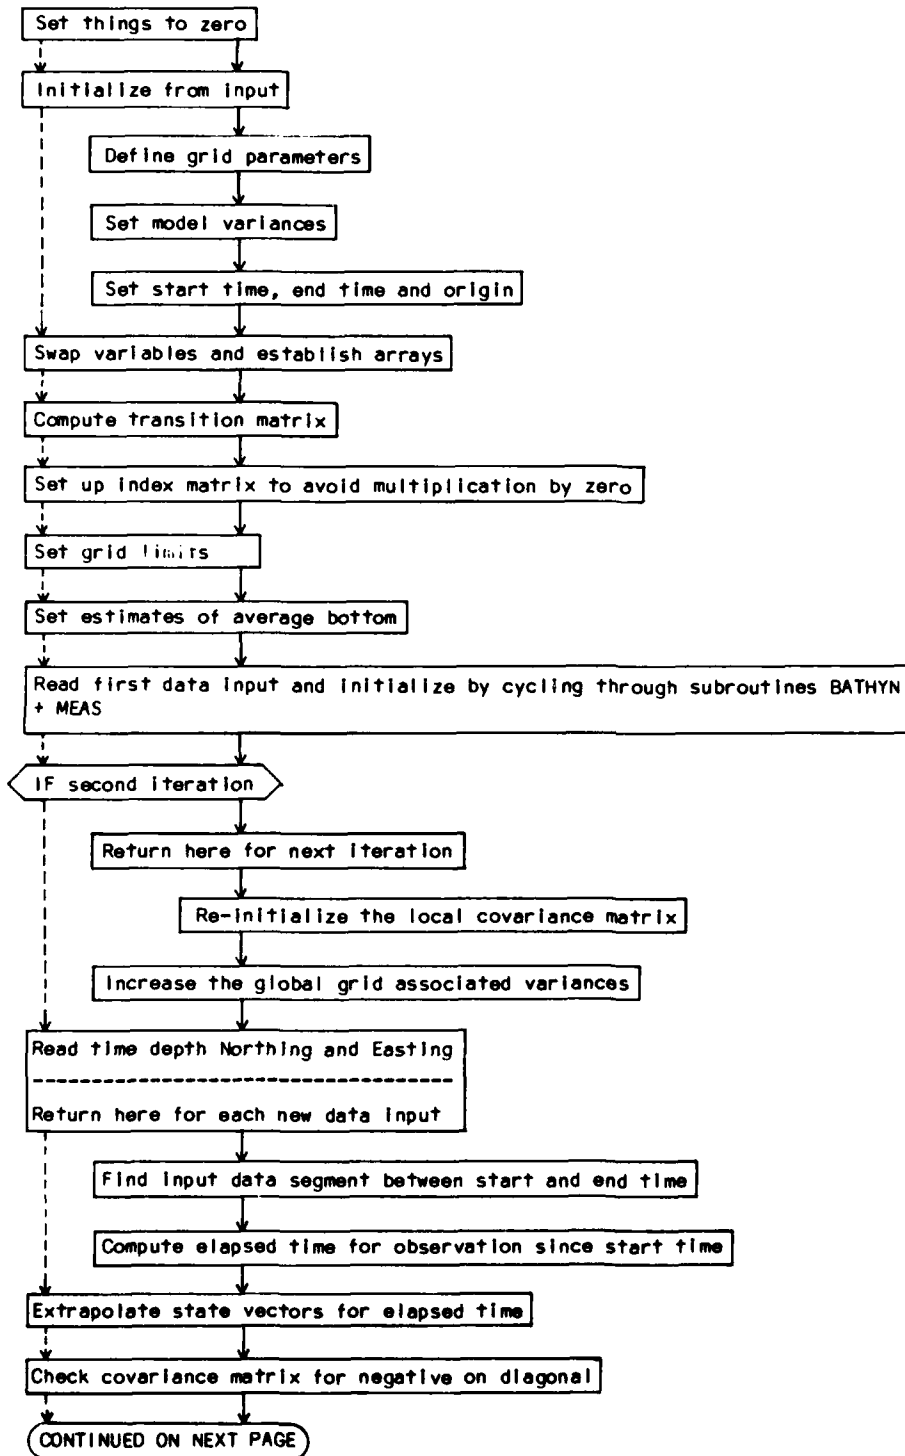 Set things to zero
Initialize from input
Define grid parameters
Set model variances
Set start time, end time and origin
Swap variables and establish arrays
Compute transition matrix
Set up index matrix to avoid multiplication by zero
Set grid limits
Set estimates of average bottom
Read first data input and initialize by cycling through subroutines BATHYN
+ MEAS
IF second iteration
Return here for next iteration
Re-initialize the local covariance matrix
Increase the global grid associated variances
Read time depth Northing and Easting
Return here for each new data input
Find input data segment between start and end time
Compute elapsed time for observation since start time
Extrapolate state vectors for elapsed time
Check covariance matrix for negative on diagonal
CONTINUED ON NEXT PAGE